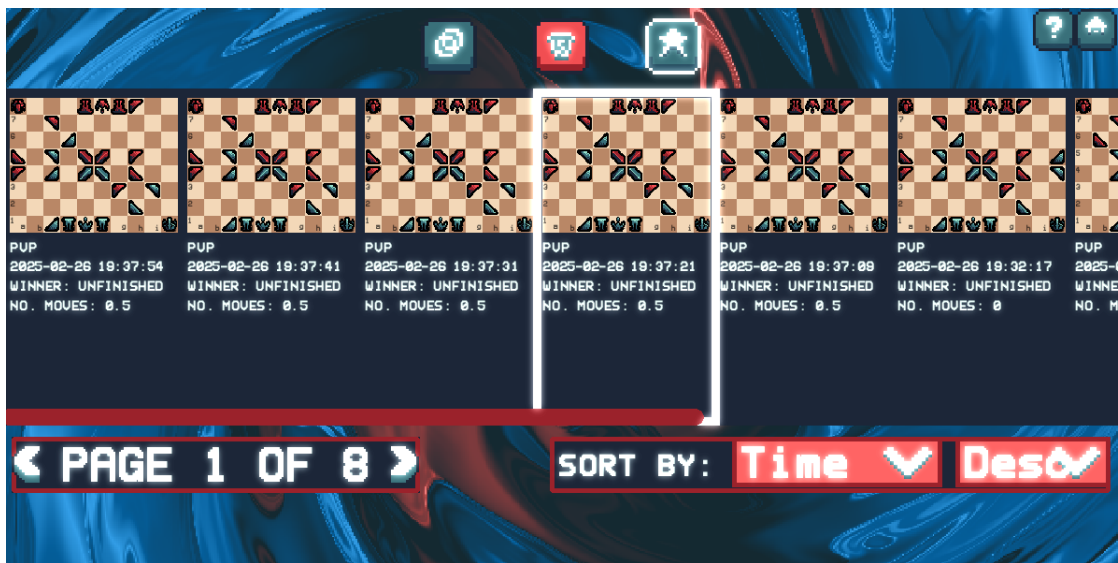 PVP
2025-02-26 19:37:54
WINNER: UNFINISHED
NO. MOVES: 0.5
PVP
2025-02-26 19:37:41
WINNER: UNFINISHED
NO. MOVES: 0.5
PVP
2025-02-26 19:37:31
WINNER: UNFINISHED
NO. MOVES: 0.5
PVP
2025-02-26 19:37:21
WINNER: UNFINISHED
NO. MOVES: 0.5
PVP
2025-02-26 19:37:09
WINNER: UNFINISHED
NO. MOVES: 0.5
PVP
2025-02-26 19:32:17
WINNER: UNFINISHED
NO. MOVES: 0
PVP
PAGE 1 OF 8
SORT BY: Time Desc
?